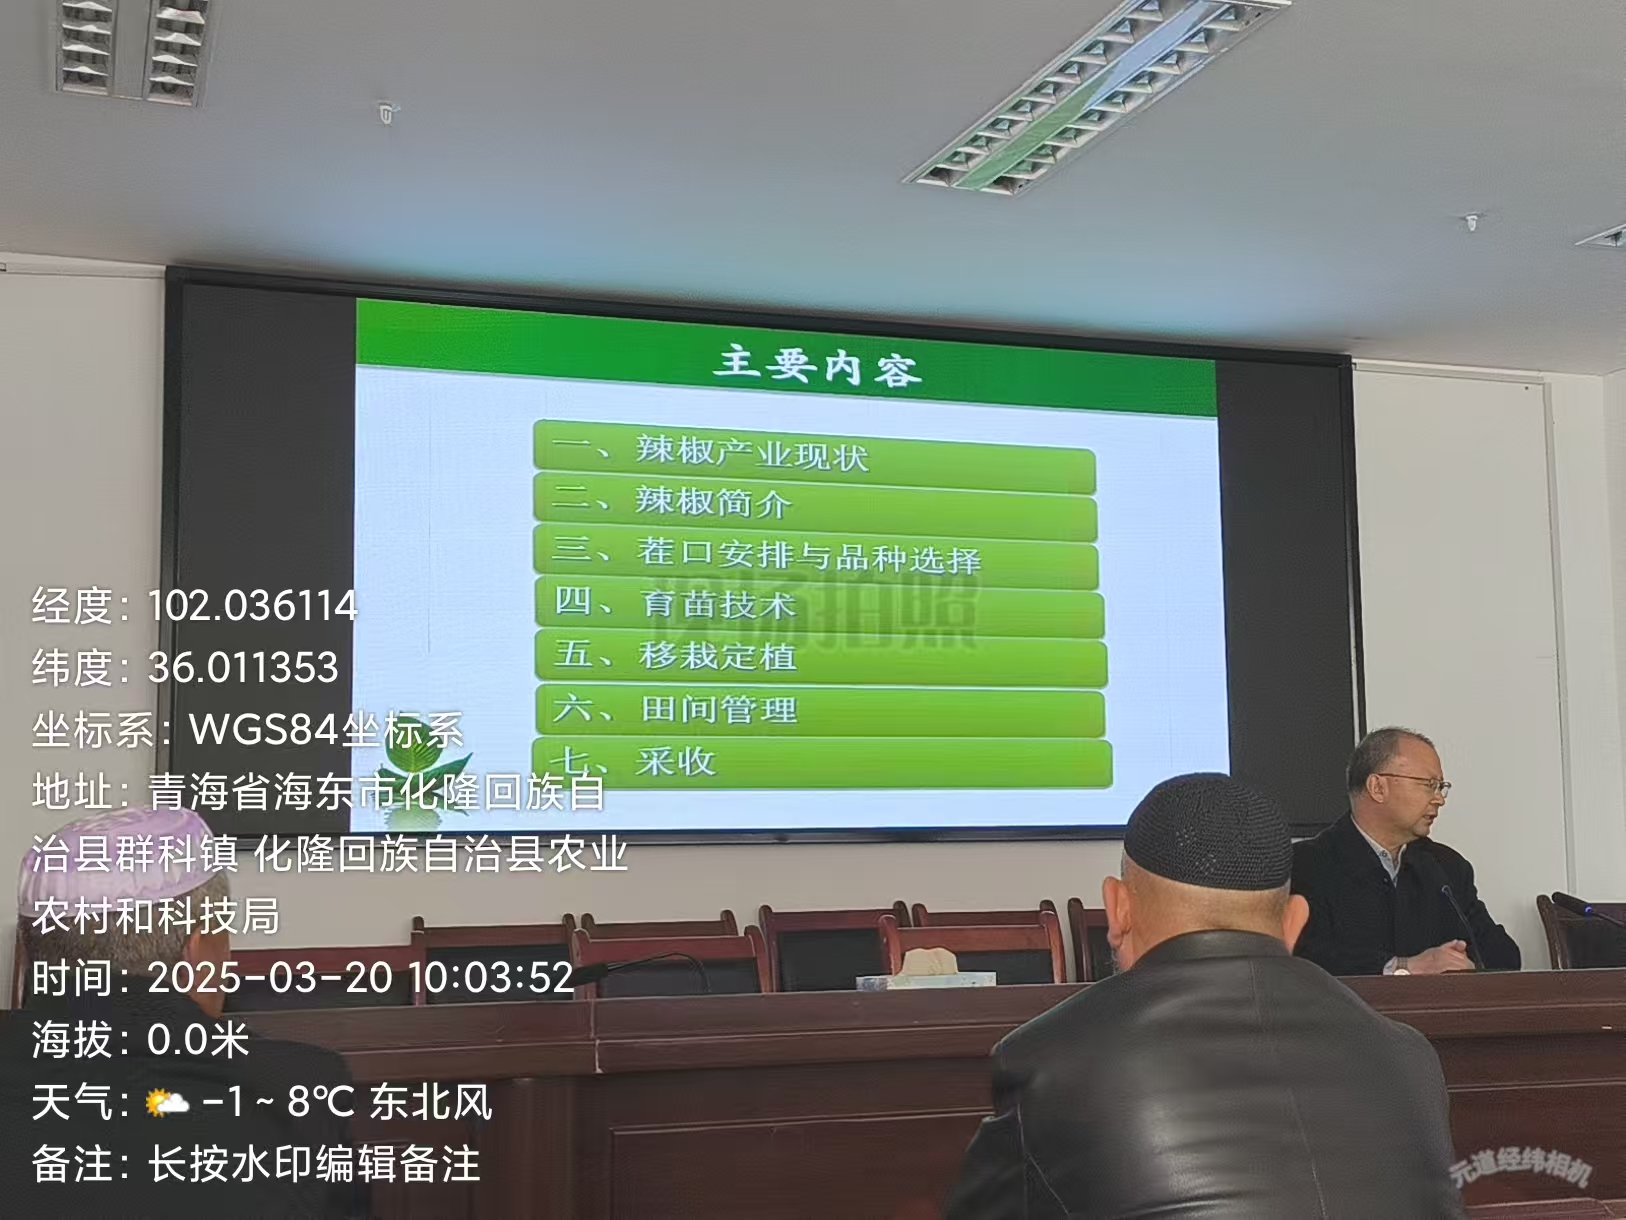 主要内容
一、辣椒产业现状
二、辣椒简介
三、茬口安排与品种选择
四、育苗技术
五、移栽定植
六、田间管理
七、采收
现场拍照
经度: 102.036114
纬度: 36.011353
坐标系: WGS84坐标系
地址: 青海省海东市化隆回族自
治县群科镇 化隆回族自治县农业
农村和科技局
时间: 2025-03-20 10:03:52
海拔: 0.0米
天气: -1 ~ 8℃ 东北风
备注: 长按水印编辑备注
元道经纬相机